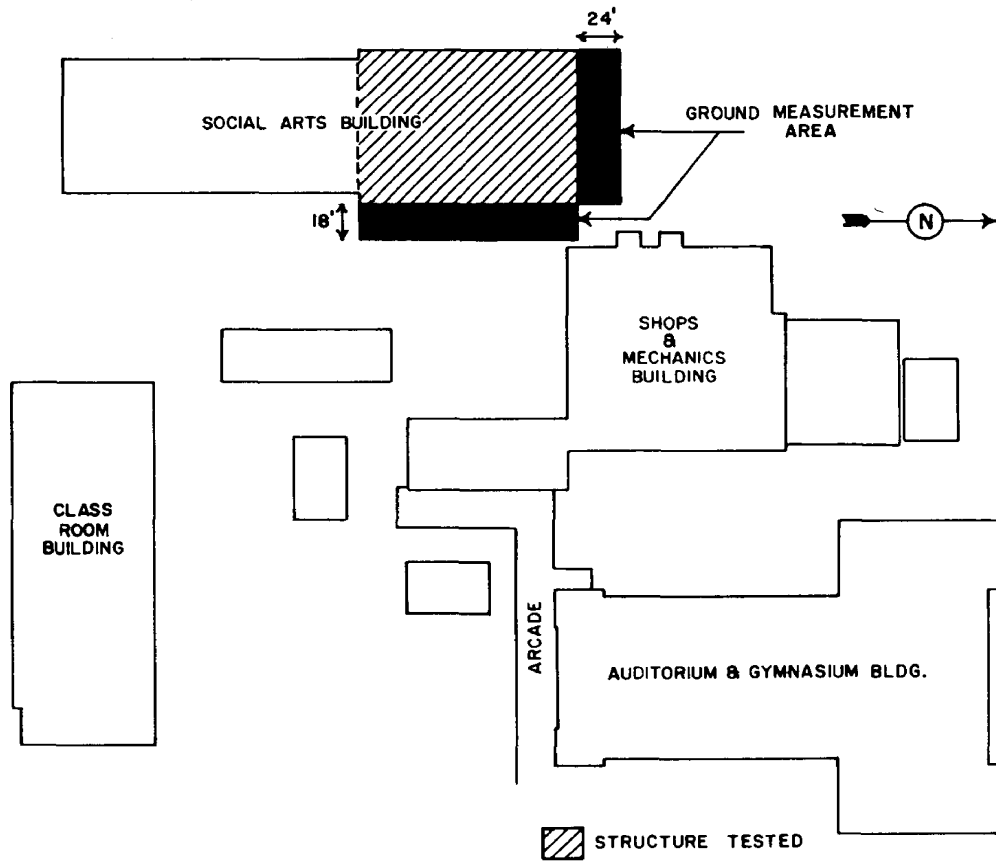 24'
SOCIAL ARTS BUILDING
GROUND MEASUREMENT
AREA
18'
N
SHOPS
&
MECHANICS
BUILDING
CLASS
ROOM
BUILDING
ARCADE
AUDITORIUM & GYMNASIUM BLDG.
STRUCTURE TESTED